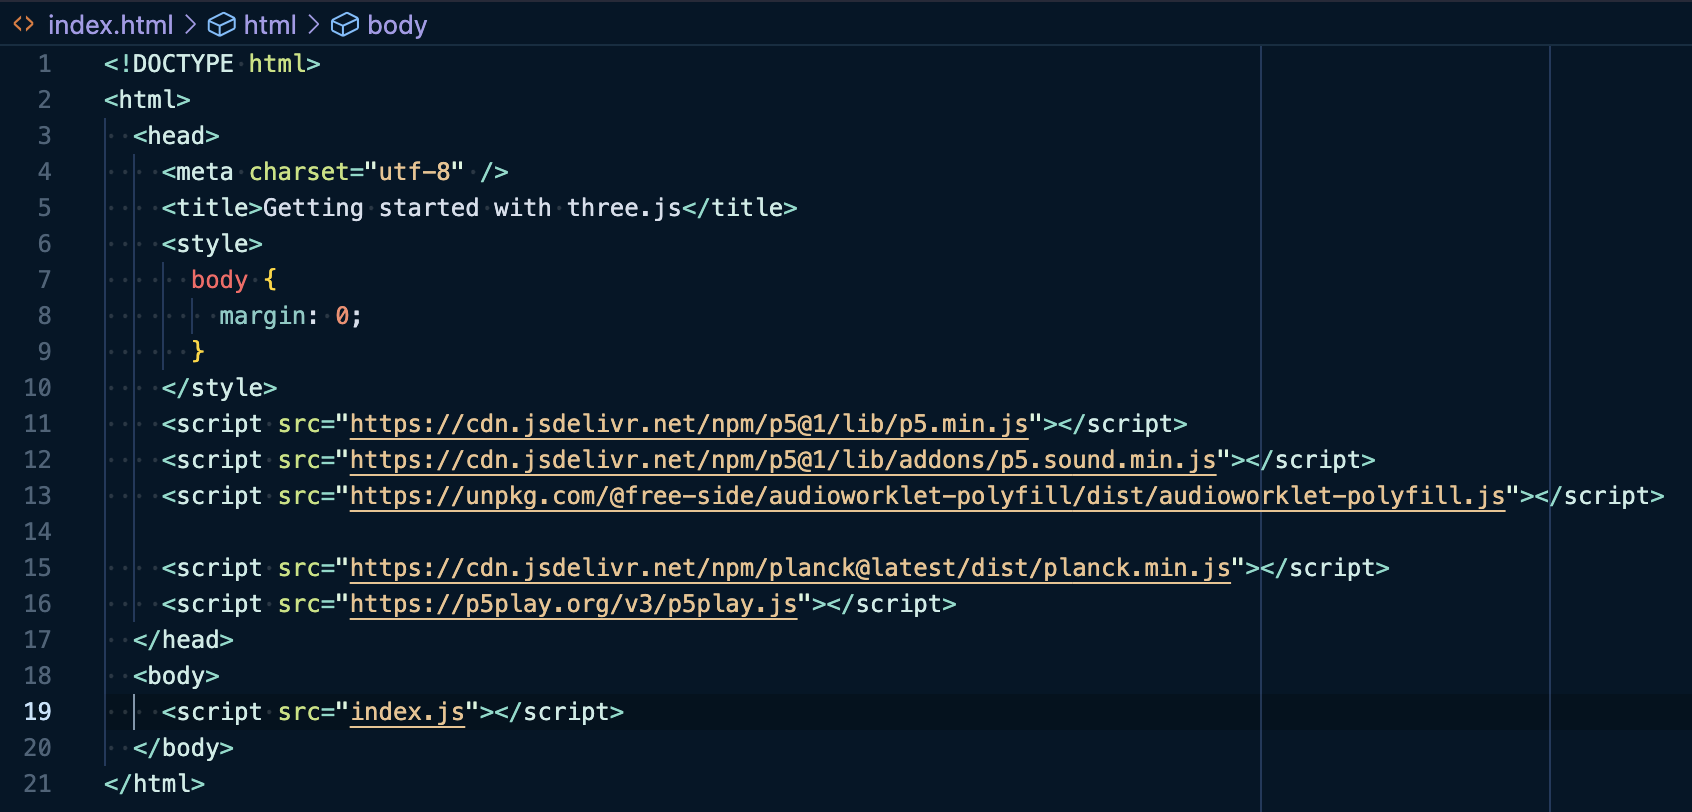 index.html > html > body
1 <!DOCTYPE html>
2 <html>
3 <head>
4 <meta charset="utf-8" />
5 <title>Getting started with three.js</title>
6 <style>
7 body {
8 margin: 0;
9 }
10 </style>
11 <script src="https://cdn.jsdelivr.net/npm/p5@1/lib/p5.min.js"></script>
12 <script src="https://cdn.jsdelivr.net/npm/p5@1/lib/addons/p5.sound.min.js"></script>
13 <script src="https://unpkg.com/@free-side/audioworklet-polyfill/dist/audioworklet-polyfill.js"></script>
14
15 <script src="https://cdn.jsdelivr.net/npm/planck@latest/dist/planck.min.js"></script>
16 <script src="https://p5play.org/v3/p5play.js"></script>
17 </head>
18 <body>
19 <script src="index.js"></script>
20 </body>
21 </html>